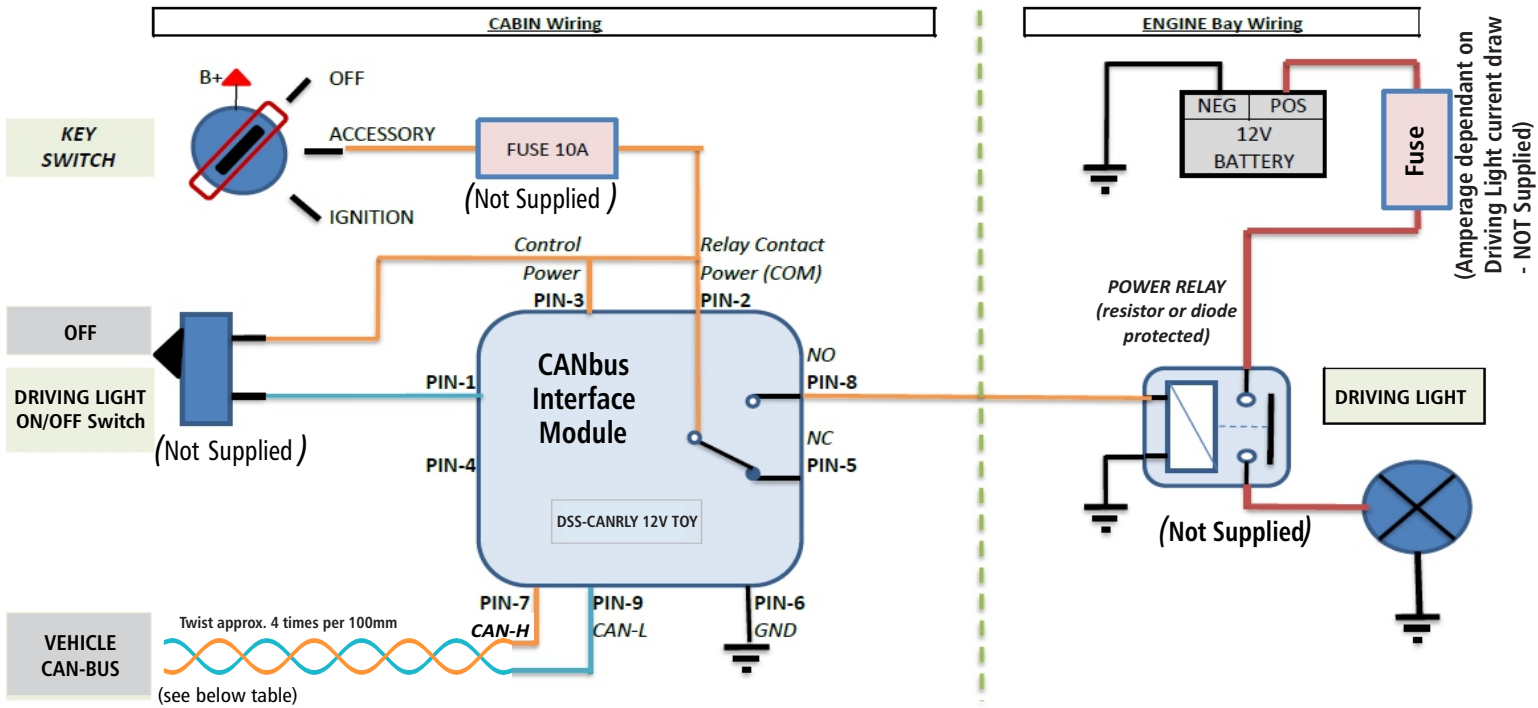 CABIN Wiring
ENGINE Bay Wiring
B+
OFF
KEY
SWITCH
ACCESSORY
FUSE 10A
(Not Supplied )
IGNITION
Control
Power
PIN-3
Relay Contact
Power (COM)
PIN-2
OFF
DRIVING LIGHT
ON/OFF Switch
(Not Supplied )
PIN-1
PIN-4
CANbus
Interface
Module
DSS-CANRLY 12V TOY
NO
PIN-8
NC
PIN-5
PIN-7
CAN-H
PIN-9
CAN-L
PIN-6
GND
VEHICLE
CAN-BUS
Twist approx. 4 times per 100mm
(see below table)
NEG
POS
12V
BATTERY
Fuse
(Amperage dependant on
Driving Light current draw
- NOT Supplied)
POWER RELAY
(resistor or diode
protected)
DRIVING LIGHT
(Not Supplied)